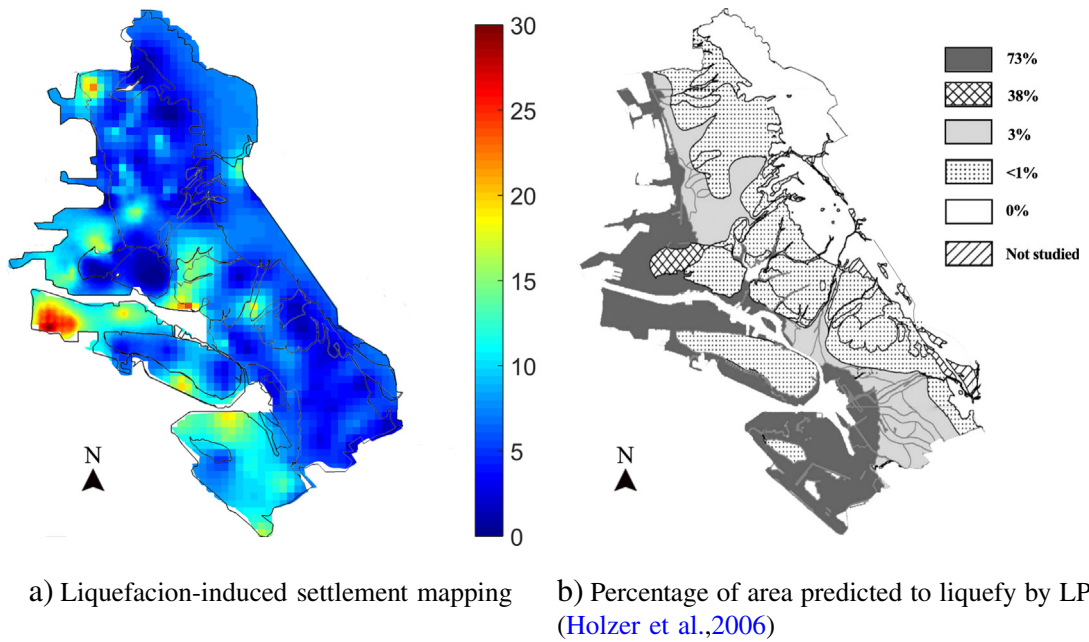 30
25
20
15
10
5
0
N
73%
38%
3%
<1%
0%
Not studied
N
a) Liquefacion-induced settlement mapping
b) Percentage of area predicted to liquefy by LP
(Holzer et al.,2006)